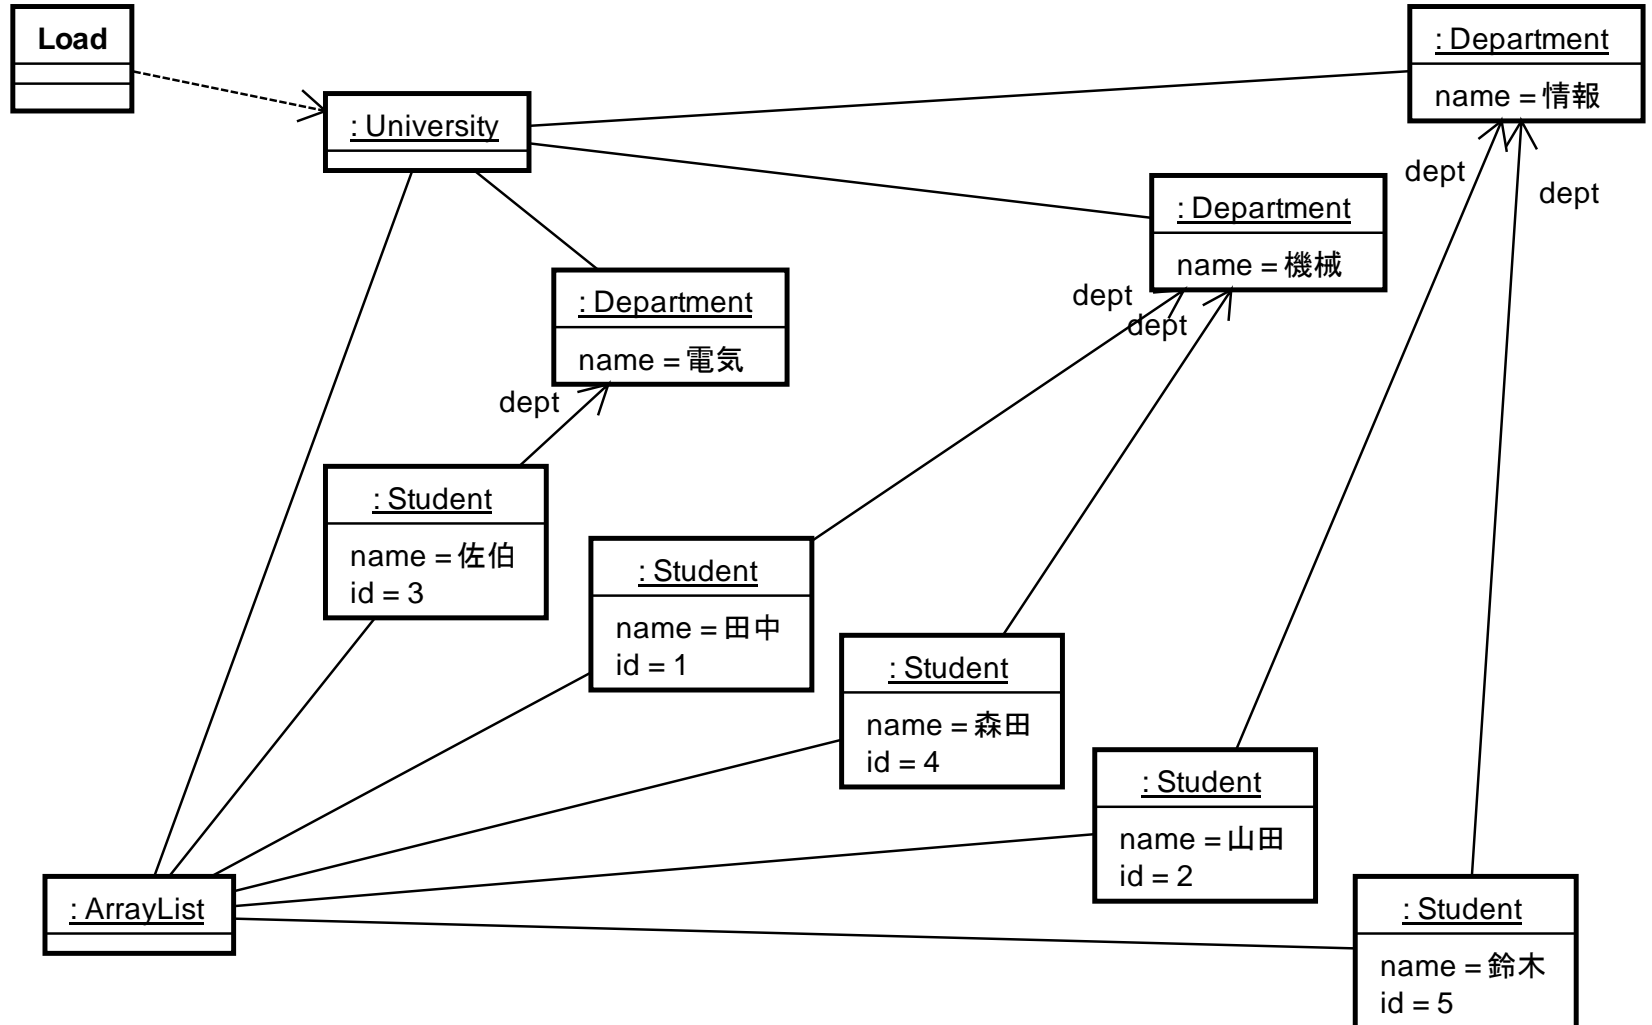 Load
: Department
name = 情報
: University
dept
dept
: Department
name = 機械
: Department
name = 電気
dept
dept
dept
: Student
name = 佐伯
id = 3
: Student
name = 田中
id = 1
: Student
name = 森田
id = 4
: Student
name = 山田
id = 2
: ArrayList
: Student
name = 鈴木
id = 5